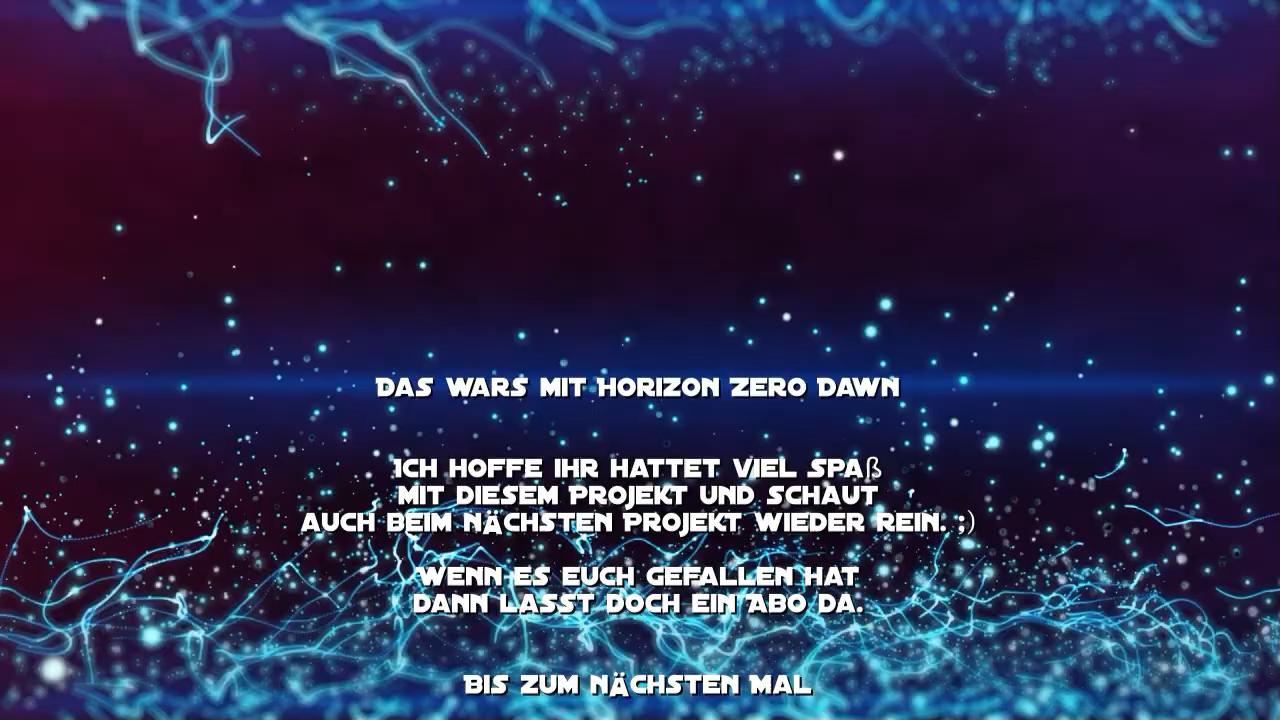 Das wars mit Horizon Zero Dawn
Ich hoffe ihr hattet viel Spaß
mit diesem Projekt und schaut
auch beim nächsten Projekt wieder rein. ;)
Wenn es euch gefallen hat
dann lasst doch ein Abo da.
Bis zum nächsten Mal